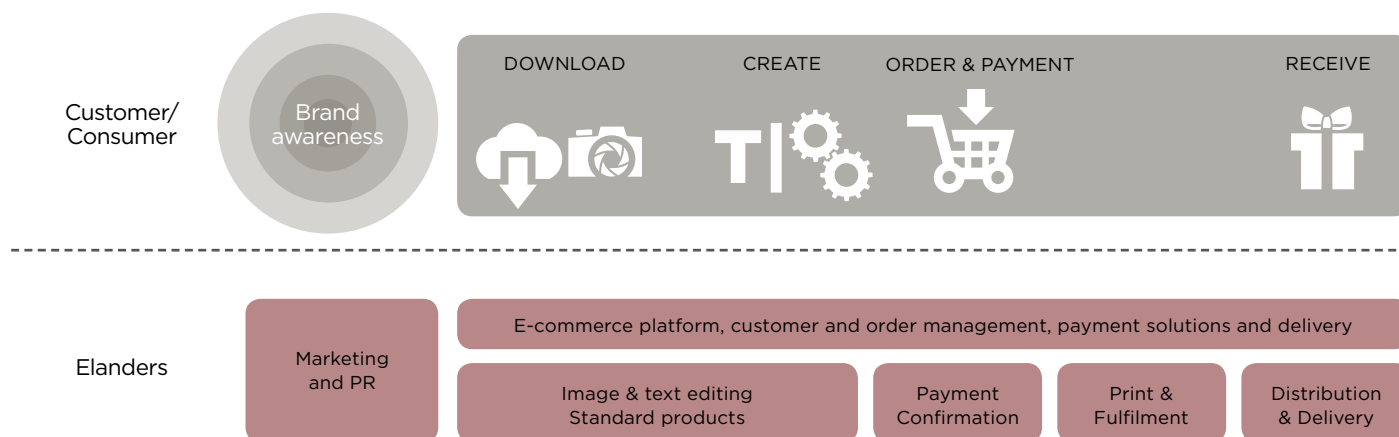 Customer/
Consumer
Brand
awareness
DOWNLOAD
CREATE
ORDER & PAYMENT
RECEIVE
T
Elanders
Marketing
and PR
E-commerce platform, customer and order management, payment solutions and delivery
Image & text editing
Standard products
Payment
Confirmation
Print &
Fulfilment
Distribution
& Delivery